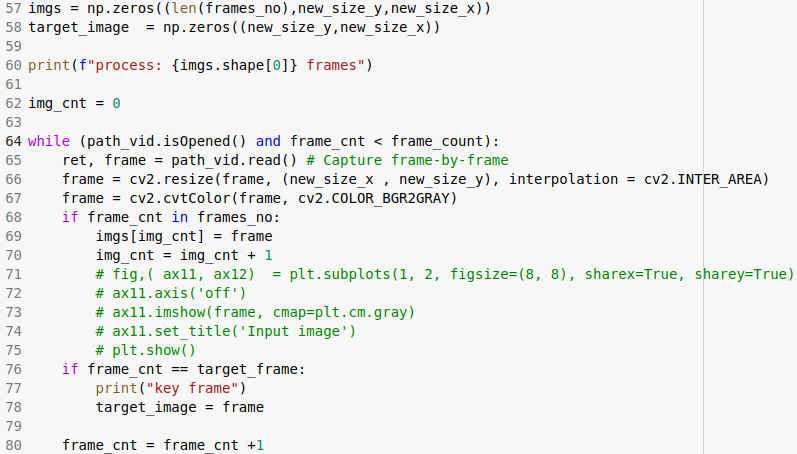 57 imgs = np.zeros((len(frames_no),new_size_y,new_size_x))
58 target_image  = np.zeros((new_size_y,new_size_x))
59
60 print(f"process: {imgs.shape[0]} frames")
61
62 img_cnt = 0
63
64 while (path_vid.isOpened() and frame_cnt < frame_count):
65     ret, frame = path_vid.read() # Capture frame-by-frame
66     frame = cv2.resize(frame, (new_size_x , new_size_y), interpolation = cv2.INTER_AREA)
67     frame = cv2.cvtColor(frame, cv2.COLOR_BGR2GRAY)
68     if frame_cnt in frames_no:
69         imgs[img_cnt] = frame
70         img_cnt = img_cnt + 1
71         # fig,( ax11, ax12)  = plt.subplots(1, 2, figsize=(8, 8), sharex=True, sharey=True)
72         # ax11.axis('off')
73         # ax11.imshow(frame, cmap=plt.cm.gray)
74         # ax11.set_title('Input image')
75         # plt.show()
76     if frame_cnt == target_frame:
77         print("key frame")
78         target_image = frame
79
80     frame_cnt = frame_cnt +1